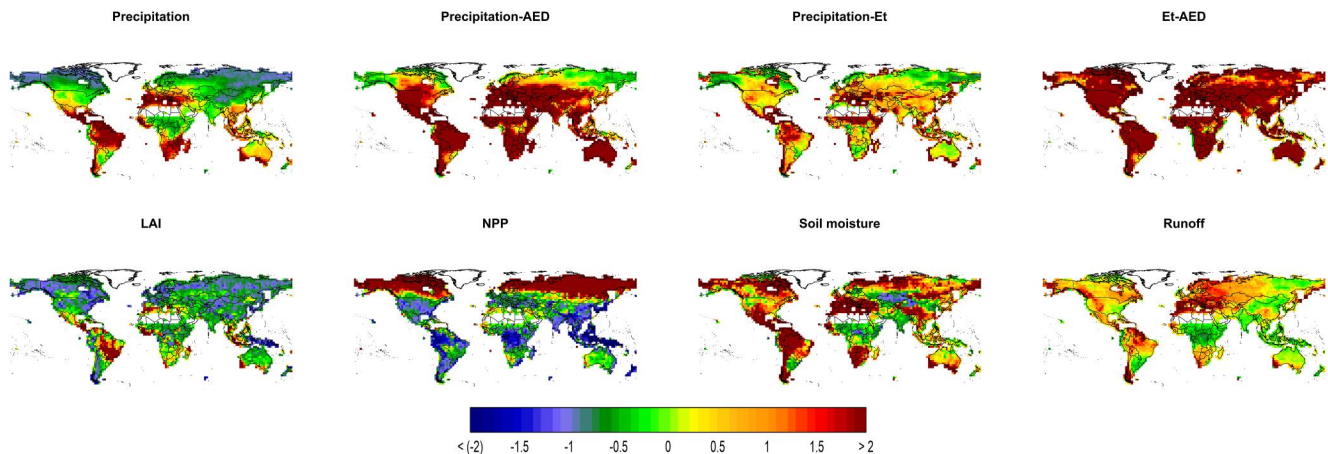 Precipitation
Precipitation-AED
Precipitation-Et
Et-AED
LAI
NPP
Soil moisture
Runoff
< (-2) -1.5 -1 -0.5 0 0.5 1 1.5 > 2